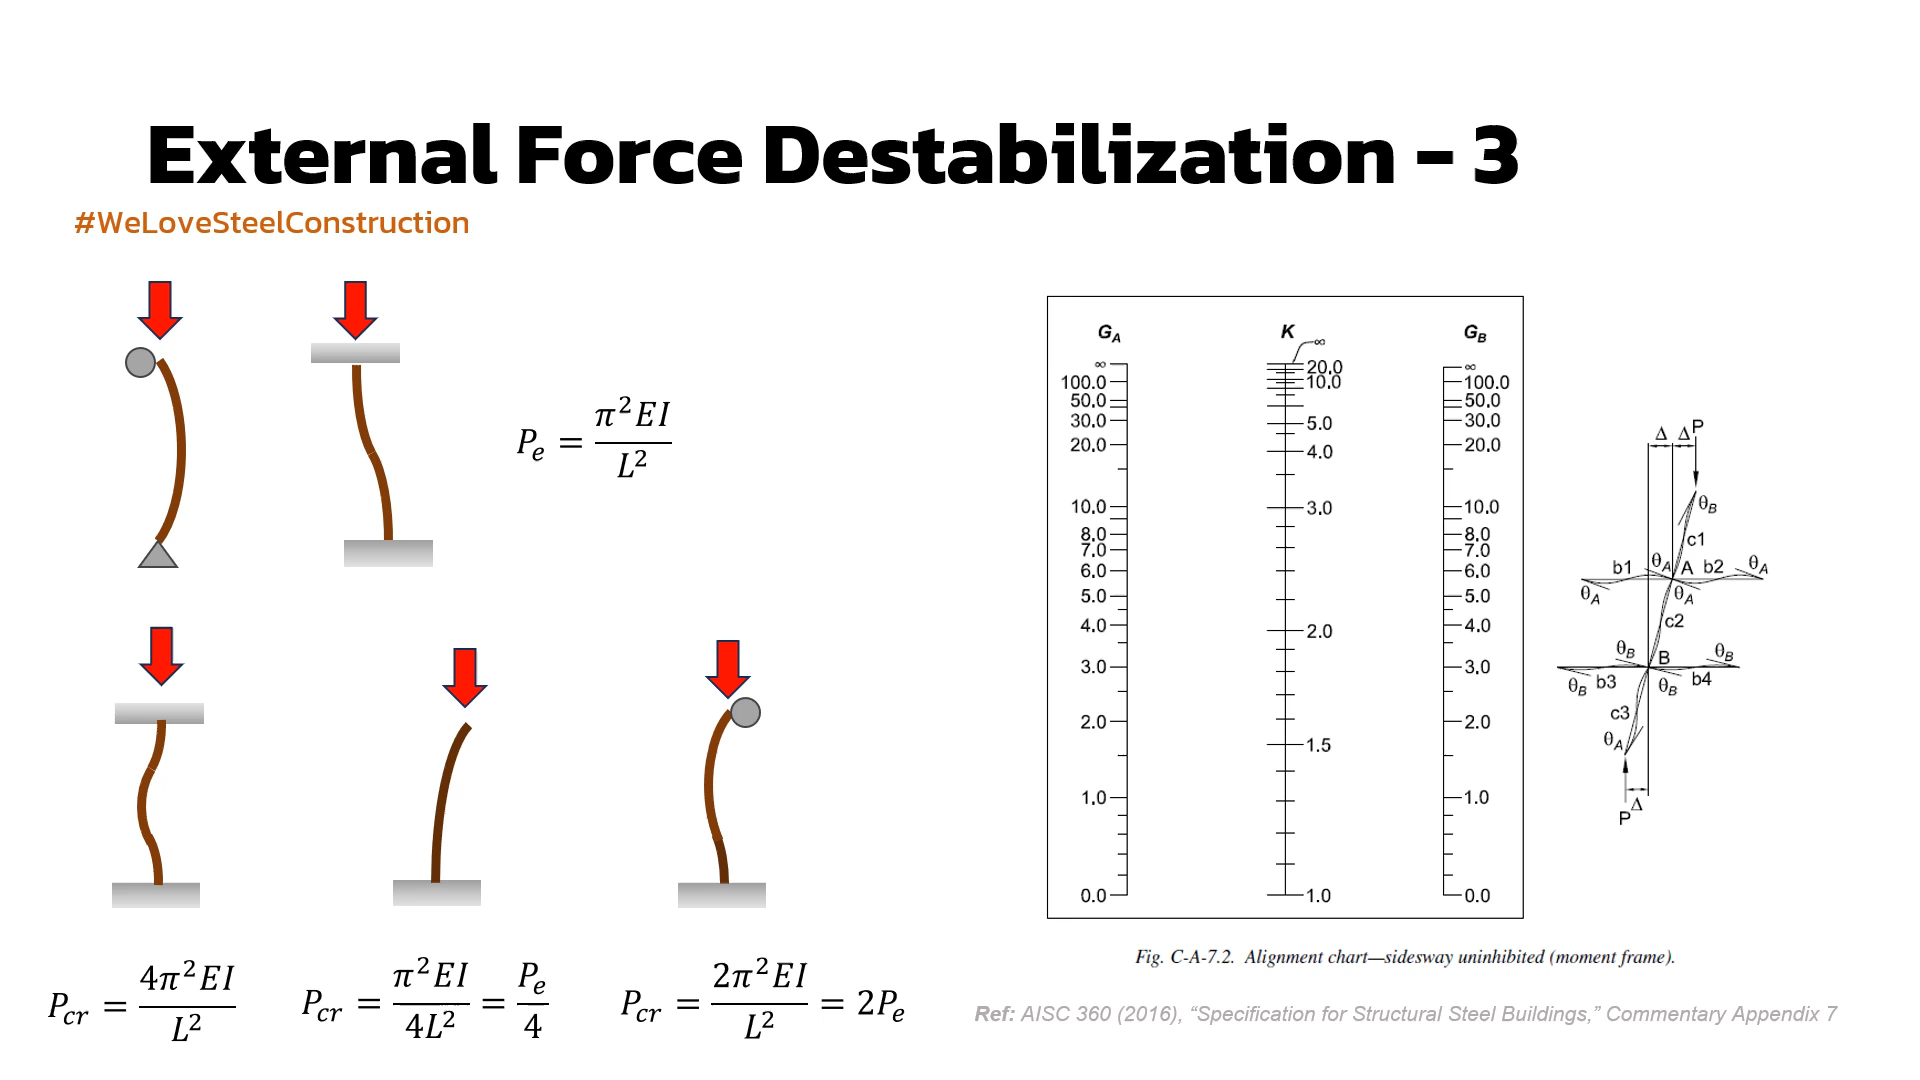 External Force Destabilization - 3
#WeLoveSteelConstruction
P_e = π²EI / L²
P_cr = 4π²EI / L²
P_cr = π²EI / 4L² = P_e / 4
P_cr = 2π²EI / L² = 2P_e
G_A
∞
100.0
50.0
30.0
20.0
10.0
8.0
7.0
6.0
5.0
4.0
3.0
2.0
1.0
0.0
K
∞
20.0
10.0
5.0
4.0
3.0
2.0
1.5
1.0
G_B
∞
100.0
50.0
30.0
20.0
10.0
8.0
7.0
6.0
5.0
4.0
3.0
2.0
1.0
0.0
Δ Δ P
θ_B
c1
b1 θ_A A b2 θ_A
θ_A θ_A
c2
θ_B B θ_B
θ_B b3 θ_B b4
c3
θ_A
Δ
P
Fig. C-A-7.2. Alignment chart—sidesway uninhibited (moment frame).
Ref: AISC 360 (2016), “Specification for Structural Steel Buildings,” Commentary Appendix 7